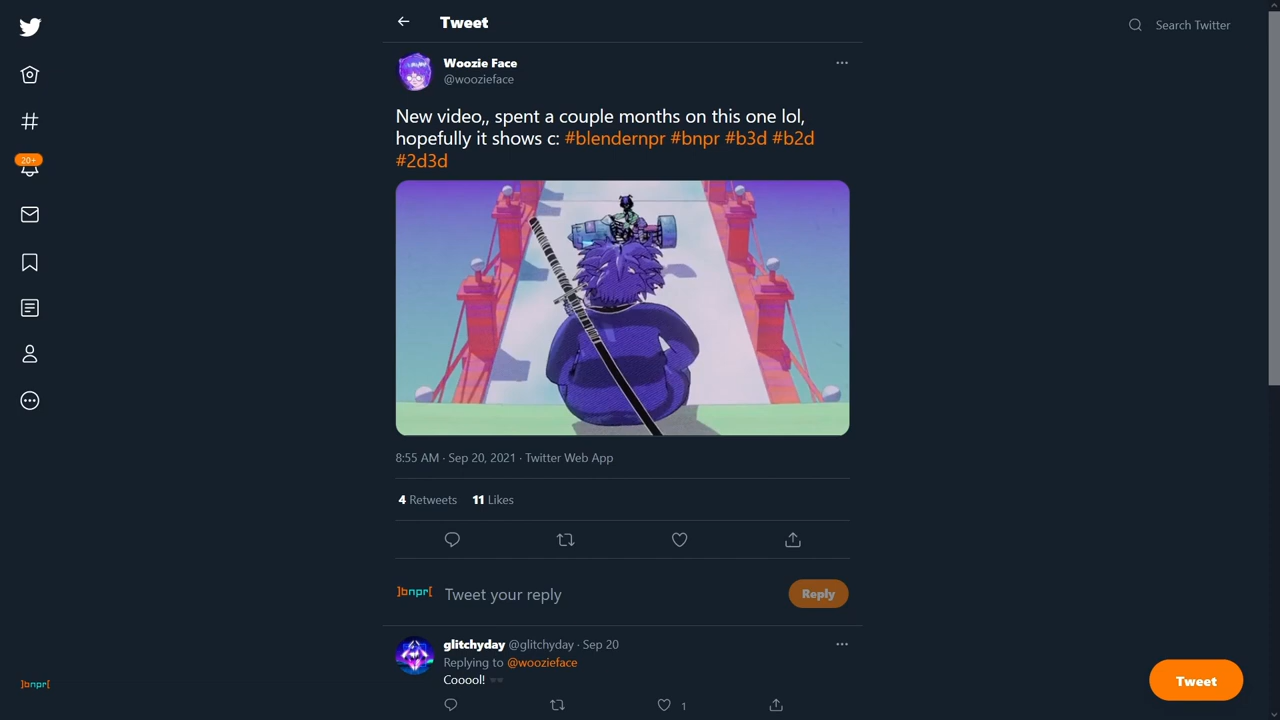 Tweet
Search Twitter
Woozie Face
@woozieface
New video,, spent a couple months on this one lol,
hopefully it shows c: #blendernpr #bnpr #b3d #b2d
#2d3d
20+
8:55 AM · Sep 20, 2021 · Twitter Web App
4 Retweets 11 Likes
]bnpr[ Tweet your reply Reply
glitchyday @glitchyday · Sep 20
Replying to @woozieface
Cooool!
1
]bnpr[
Tweet